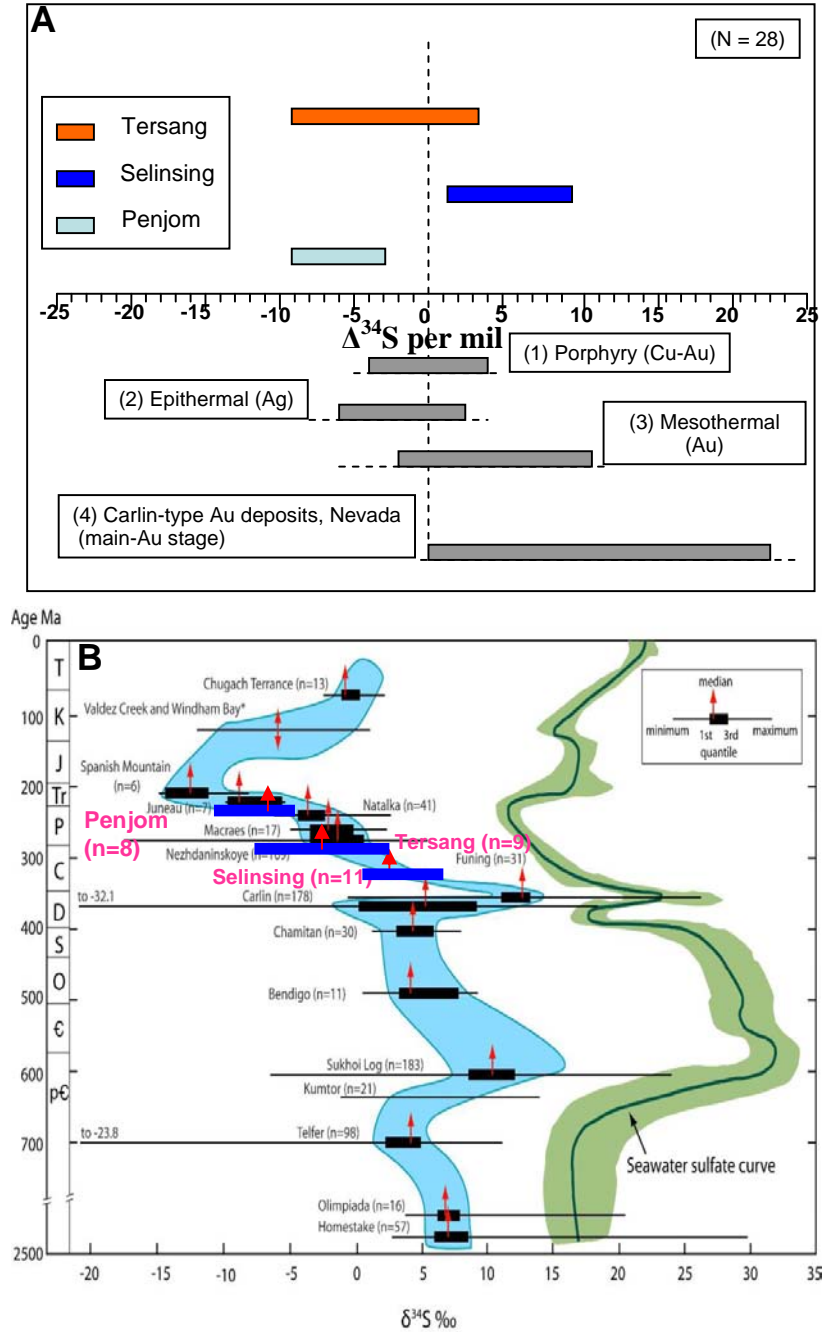 A
(N = 28)
Tersang
Selinsing
Penjom
-25 -20 -15 -10 -5 0 5 10 15 20 25
Δ³⁴S per mil
(1) Porphyry (Cu-Au)
(2) Epithermal (Ag)
(3) Mesothermal
(Au)
(4) Carlin-type Au deposits, Nevada
(main-Au stage)
Age Ma
B
0
100
200
300
400
500
600
700
2500
T
K
J
Tr
P
C
D
S
O
€
p€
median
minimum 1st 3rd maximum
quantile
Chugach Terrance (n=13)
Valdez Creek and Windham Bay*
Spanish Mountain
(n=6)
Juneau (n=7)
Natalka (n=41)
Penjom
(n=8)
Macraes (n=17)
Tersang (n=9)
Nezhdaninskoye
Funing (n=31)
Selinsing (n=11)
to -32.1
Carlin (n=178)
Chamitan (n=30)
Bendigo (n=11)
Sukhoi Log (n=183)
Kumtor (n=21)
to -23.8
Telfer (n=98)
Seawater sulfate curve
Olimpiada (n=16)
Homestake (n=57)
-20 -15 -10 -5 0 5 10 15 20 25 30 35
δ³⁴S ‰